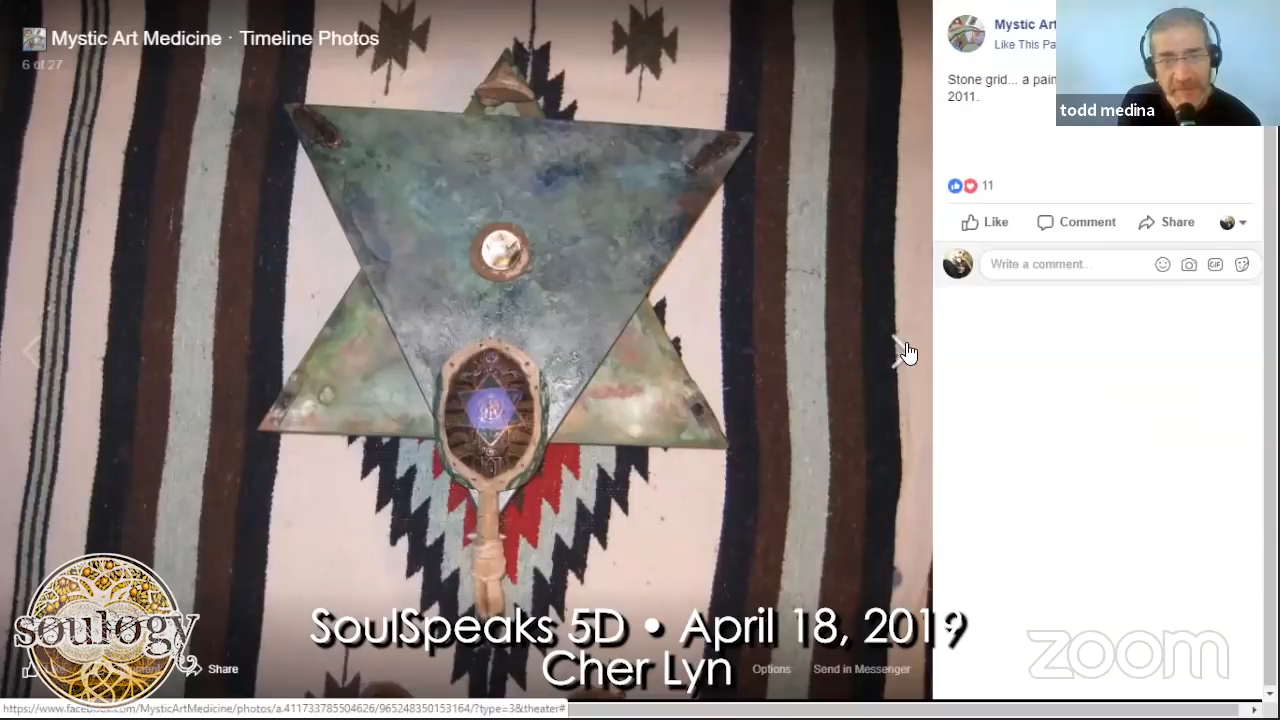 Mystic Art Medicine · Timeline Photos
6 of 27
Mystic Art
Like This Pa
Stone grid... a pain
2011.
todd medina
11
Like
Comment
Share
Write a comment...
GIF
soulogy
Share
SoulSpeaks 5D • April 18, 2019
Cher Lyn
Options
Send in Messenger
zoom
https://www.facebook.com/MysticArtMedicine/photos/a.411733785504626/965248350153164/?type=3&theater#